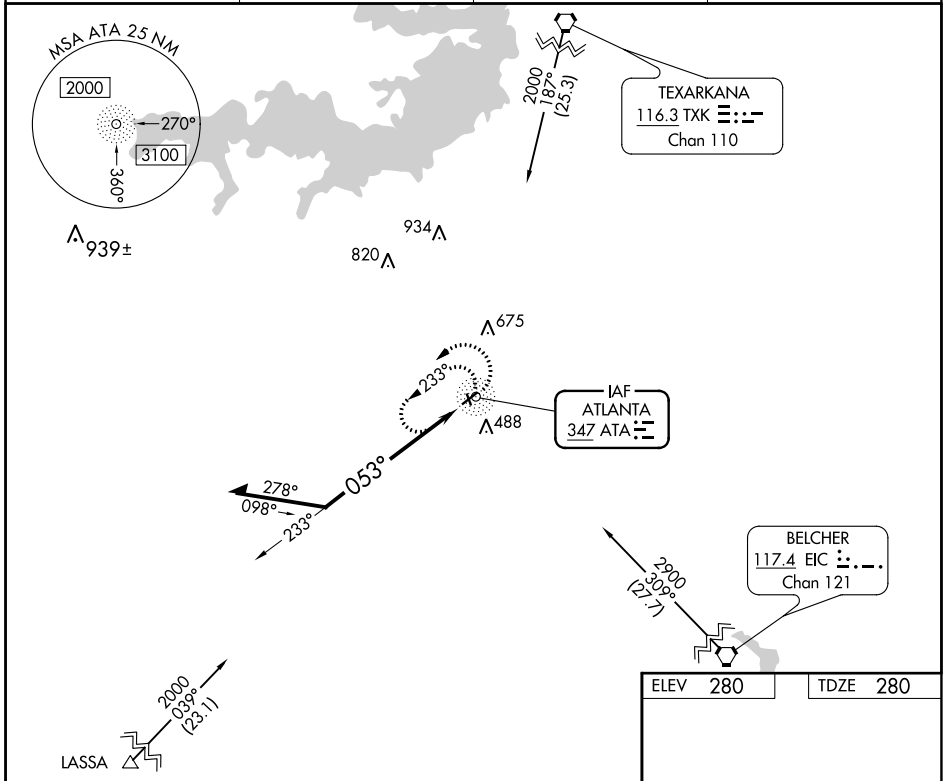 MSA ATA 25 NM
2000
270°
3100
360°
939±
2000
187°
(25.3)
TEXARKANA
116.3 TXK
Chan 110
934
820
675
233°
IAF
ATLANTA
347 ATA
488
053°
278°
098°
233°
2900
309°
(27.7)
BELCHER
117.4 EIC
Chan 121
2000
039°
(23.1)
LASSA
ELEV 280
TDZE 280